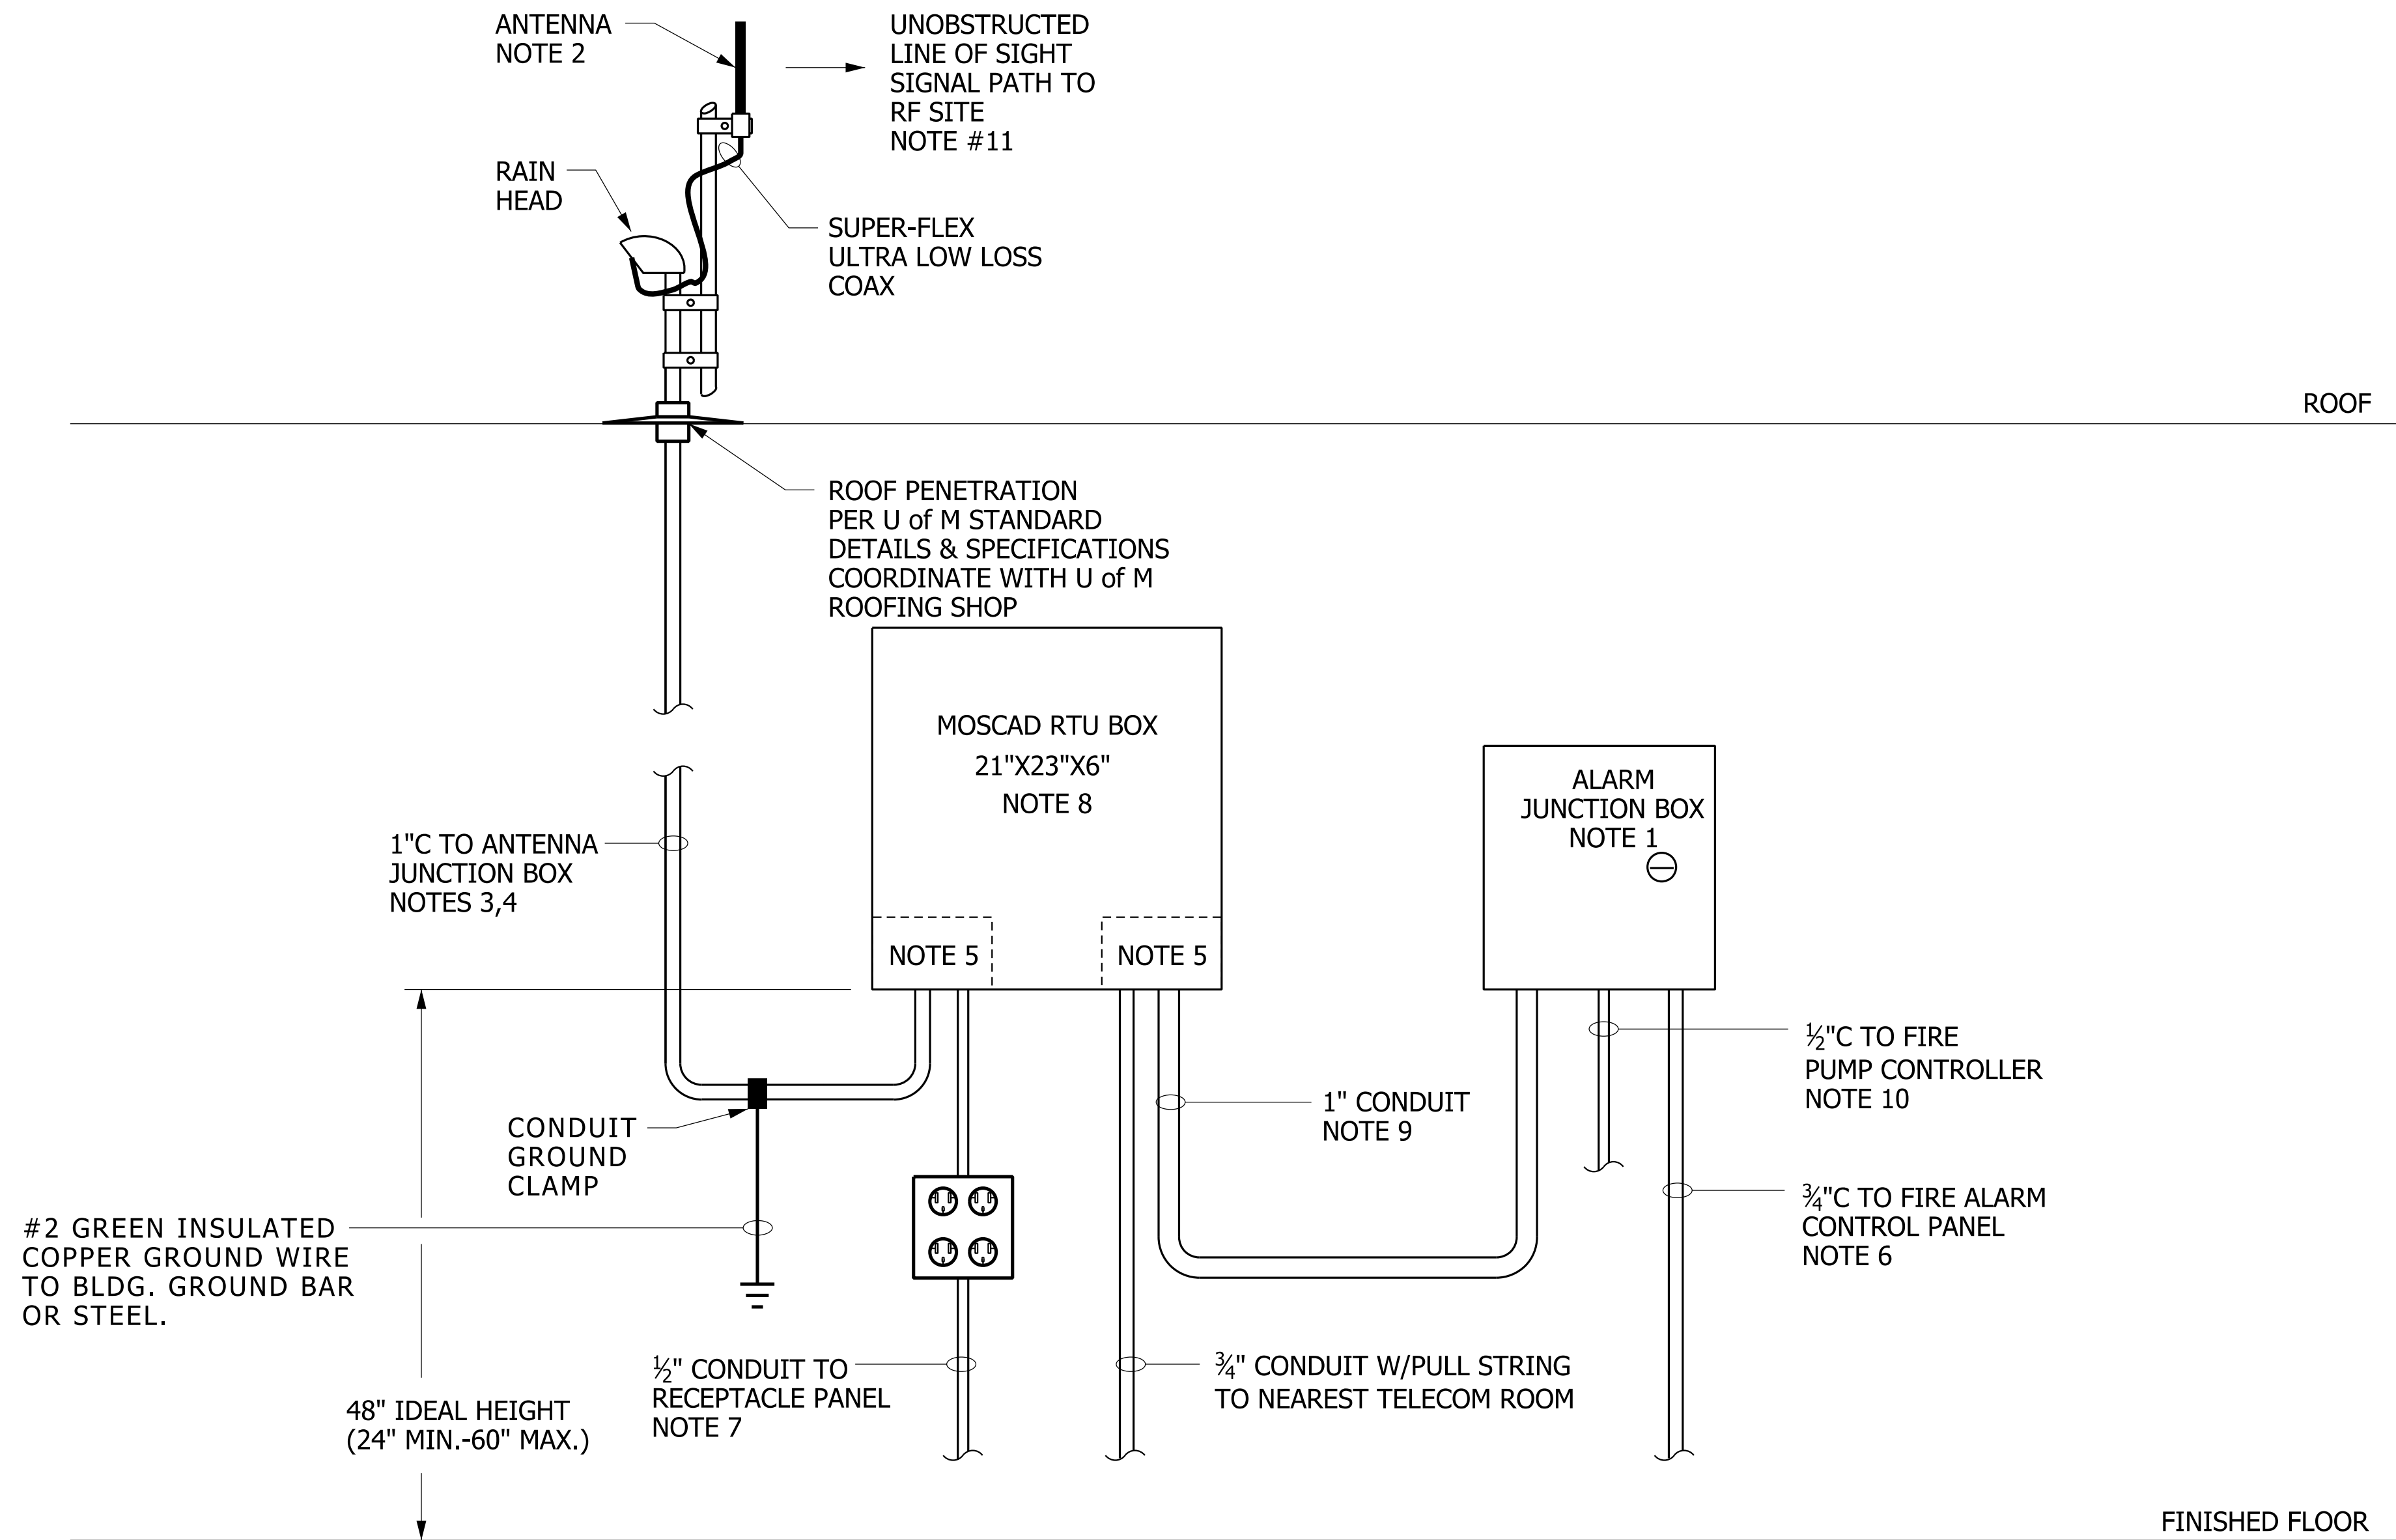 ANTENNA
NOTE 2
UNOBSTRUCTED
LINE OF SIGHT
SIGNAL PATH TO
RF SITE
NOTE #11
RAIN
HEAD
SUPER-FLEX
ULTRA LOW LOSS
COAX
ROOF
ROOF PENETRATION
PER U of M STANDARD
DETAILS & SPECIFICATIONS
COORDINATE WITH U of M
ROOFING SHOP
MOSCAD RTU BOX
21"X23"X6"
NOTE 8
ALARM
JUNCTION BOX
NOTE 1
1"C TO ANTENNA
JUNCTION BOX
NOTES 3,4
NOTE 5
NOTE 5
½"C TO FIRE
PUMP CONTROLLER
NOTE 10
1" CONDUIT
NOTE 9
CONDUIT
GROUND
CLAMP
¾"C TO FIRE ALARM
CONTROL PANEL
NOTE 6
#2 GREEN INSULATED
COPPER GROUND WIRE
TO BLDG. GROUND BAR
OR STEEL.
½" CONDUIT TO
RECEPTACLE PANEL
NOTE 7
¾" CONDUIT W/PULL STRING
TO NEAREST TELECOM ROOM
48" IDEAL HEIGHT
(24" MIN.-60" MAX.)
FINISHED FLOOR